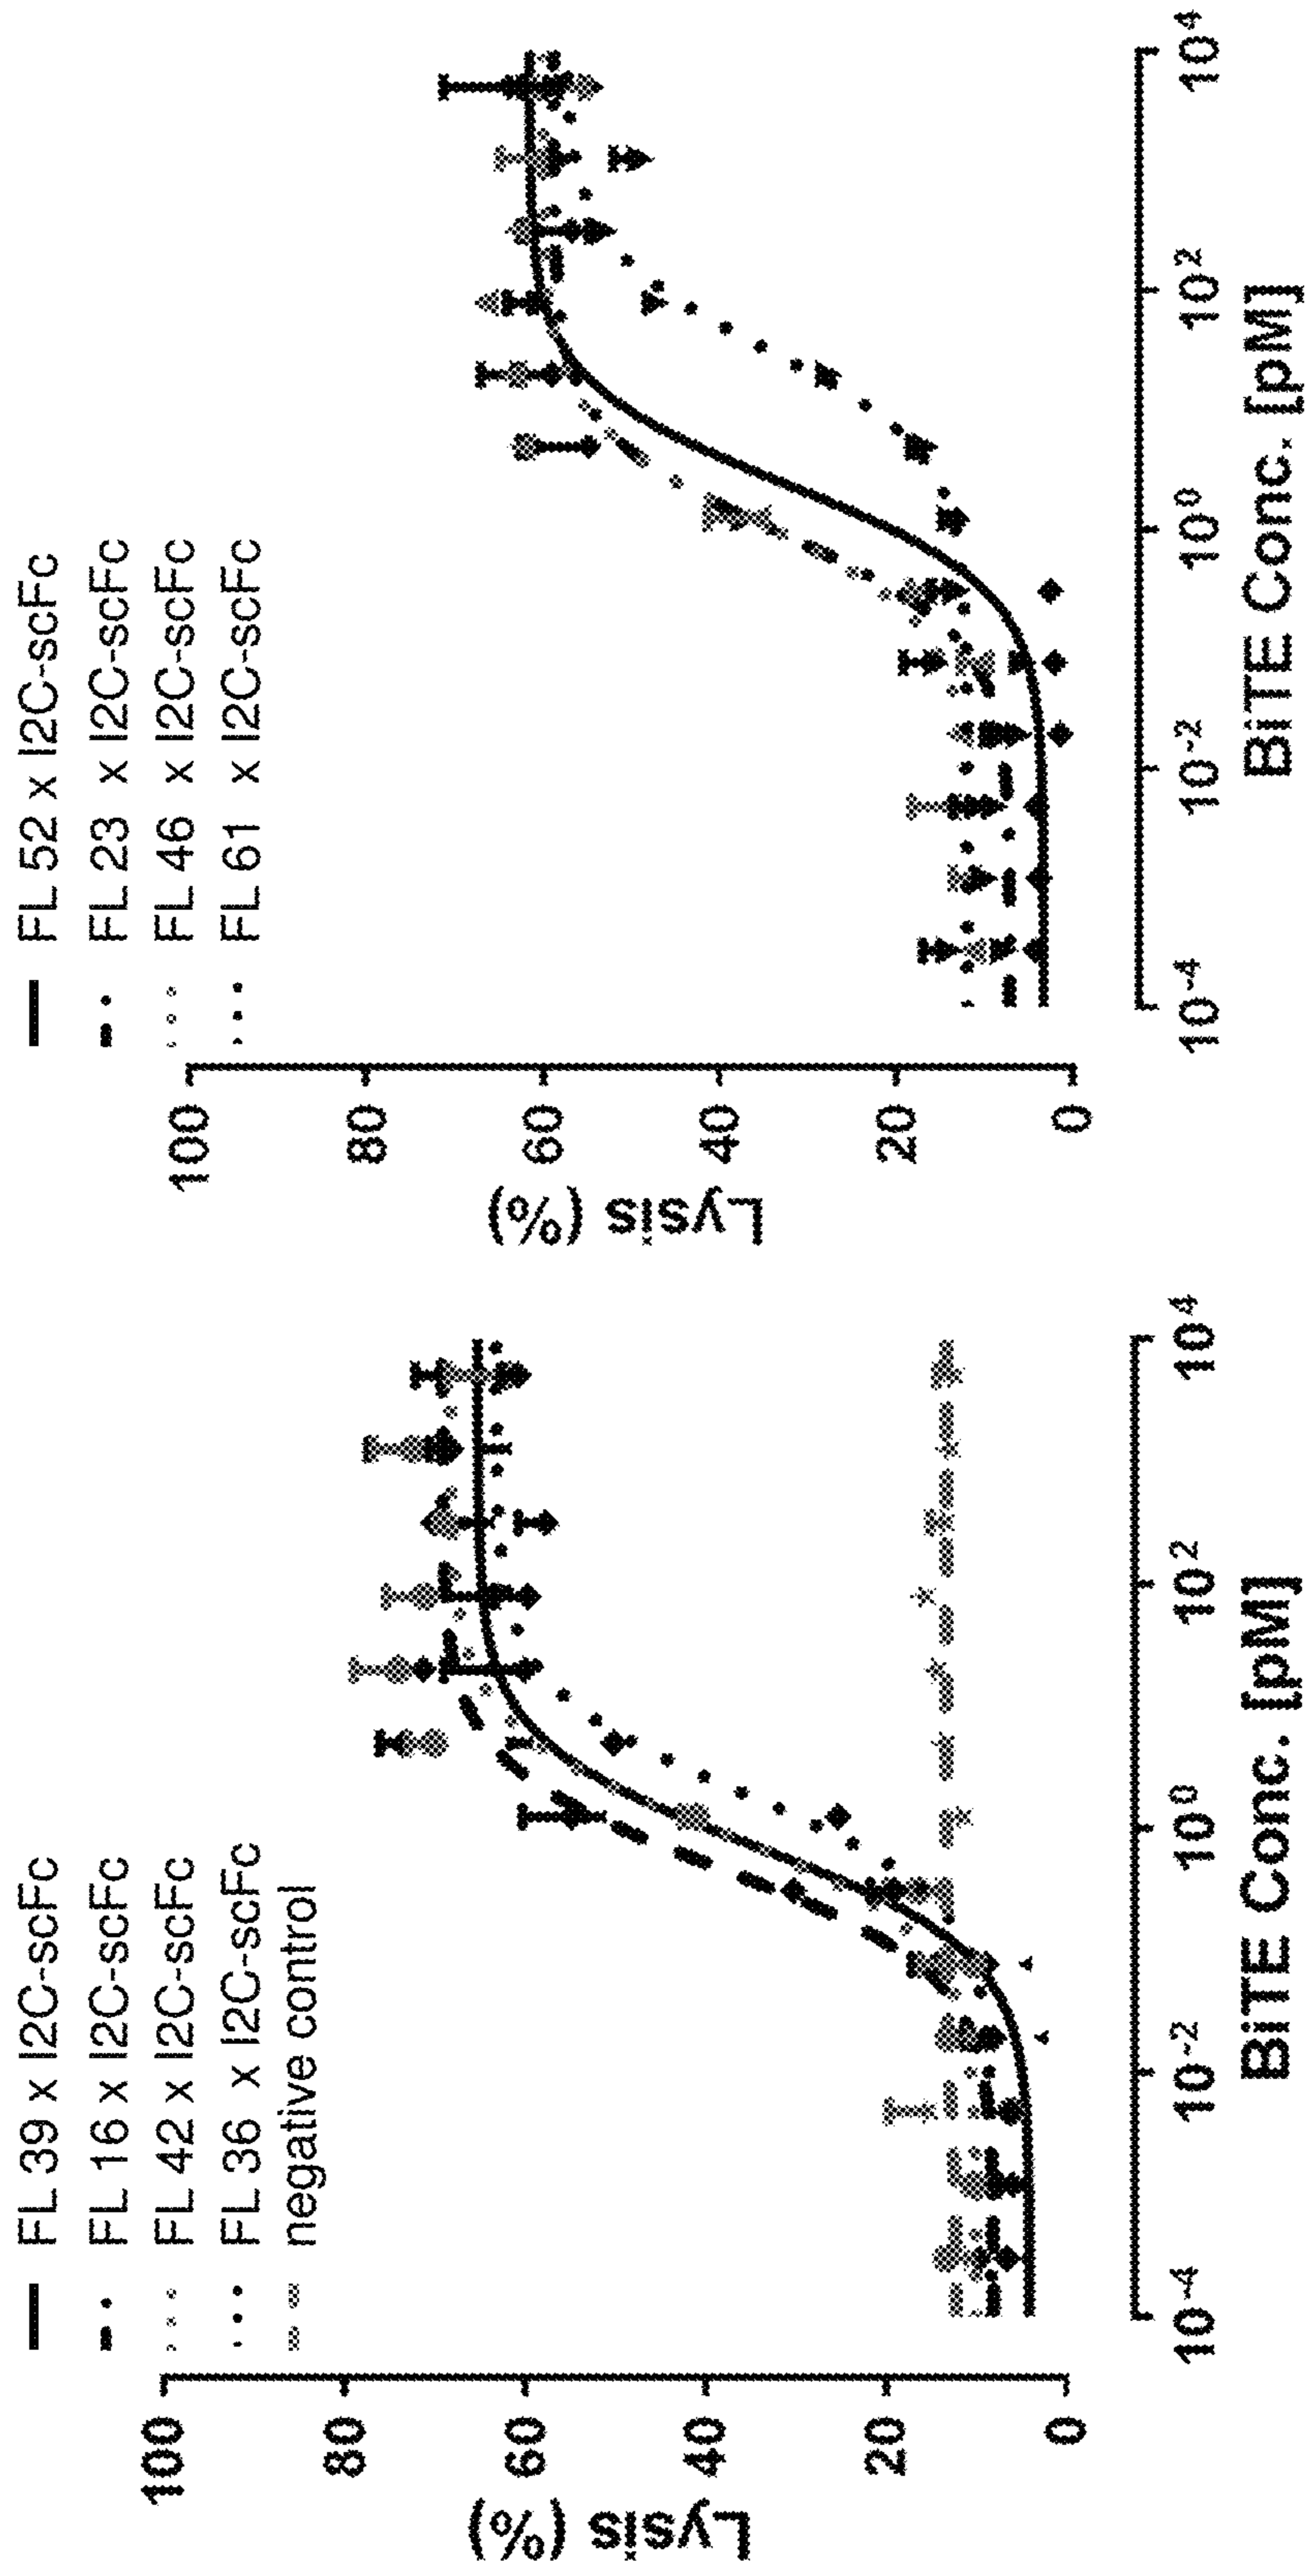 FL 39 x I2C-scFc
FL 16 x I2C-scFc
FL 42 x I2C-scFc
FL 36 x I2C-scFc
negative control
Lysis (%)
100
80
60
40
20
0
10-4
10-2
100
102
104
BiTE Conc. [pM]
FL 52 x I2C-scFc
FL 23 x I2C-scFc
FL 46 x I2C-scFc
FL 61 x I2C-scFc
Lysis (%)
100
80
60
40
20
0
10-4
10-2
100
102
104
BiTE Conc. [pM]